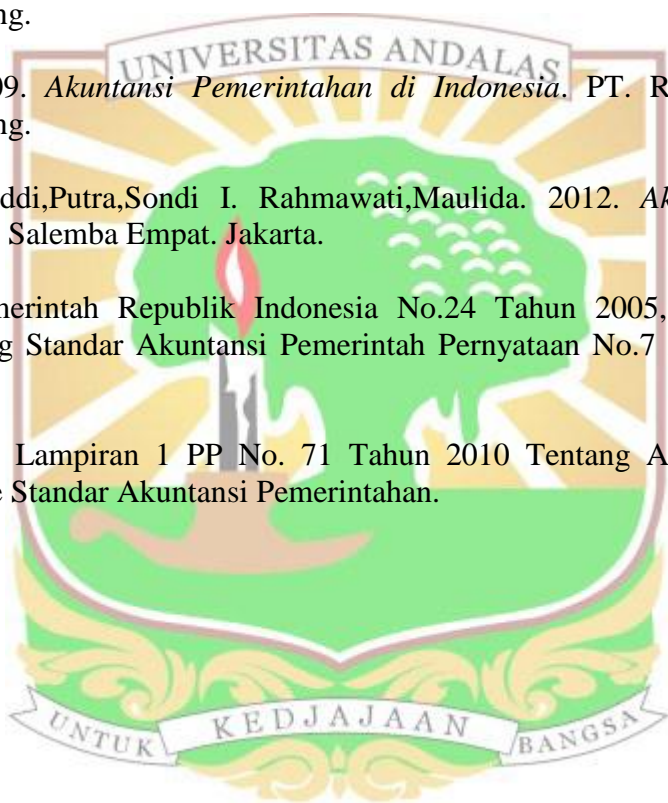 ng.
UNIVERSITAS ANDALAS
09. Akuntansi Pemerintahan di Indonesia. PT. R
ng.
ddi,Putra,Sondi I. Rahmawati,Maulida. 2012. Ak
Salemba Empat. Jakarta.
merintah Republik Indonesia No.24 Tahun 2005,
g Standar Akuntansi Pemerintah Pernyataan No.7
Lampiran 1 PP No. 71 Tahun 2010 Tentang A
e Standar Akuntansi Pemerintahan.
UNTUK KEDJAJAAN BANGSA